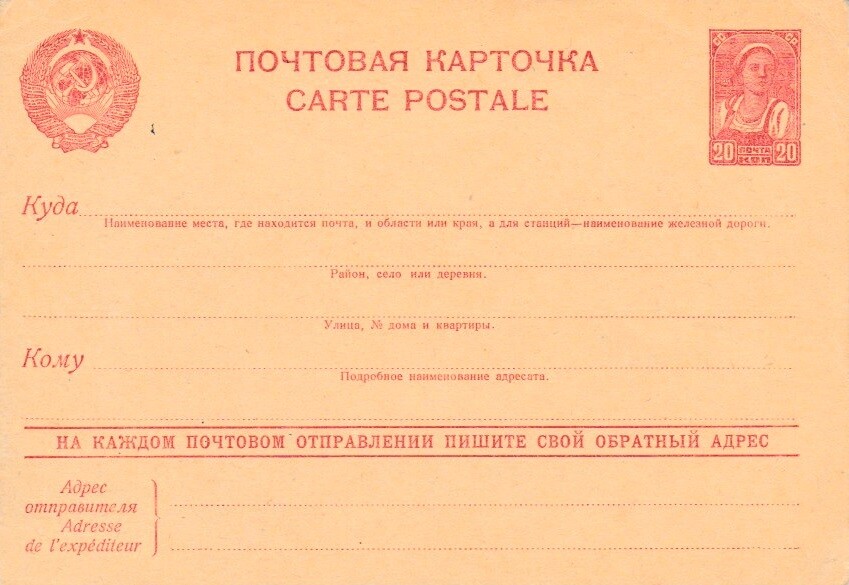 ПОЧТОВАЯ КАРТОЧКА
CARTE POSTALE
СР СР
20 ПОЧТА КОП 20
Куда
Наименование места, где находится почта, и области или края, а для станций—наименование железной дороги.
Район, село или деревня.
Улица, № дома и квартиры.
Кому
Подробное наименование адресата.
НА КАЖДОМ ПОЧТОВОМ ОТПРАВЛЕНИИ ПИШИТЕ СВОЙ ОБРАТНЫЙ АДРЕС
Адрес
отправителя
Adresse
de l'expéditeur